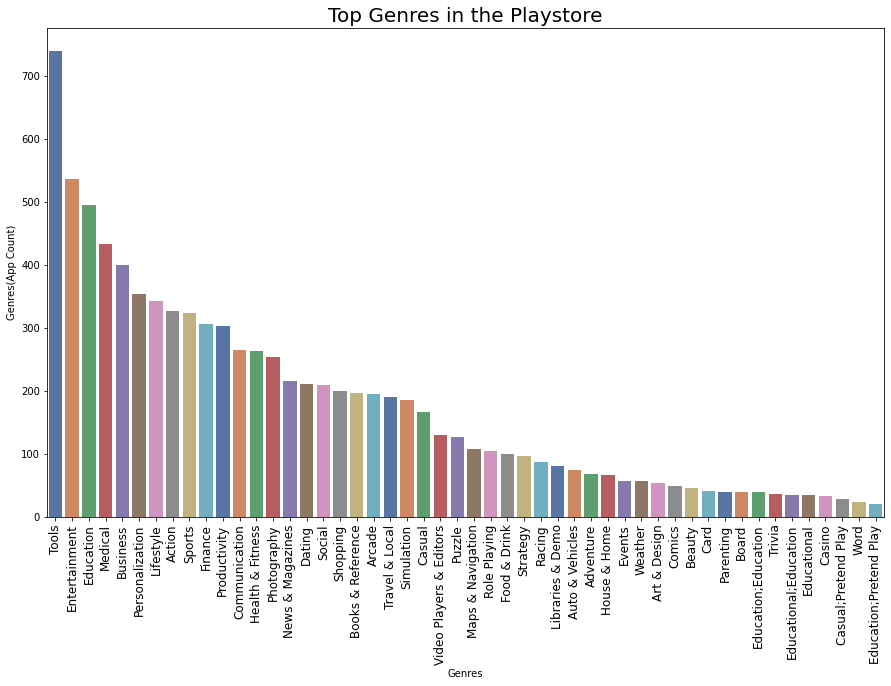 Top Genres in the Playstore
700
600
500
400
300
200
100
0
Genres(App Count)
Tools
Entertainment
Education
Medical
Business
Personalization
Lifestyle
Action
Sports
Finance
Productivity
Communication
Health & Fitness
Photography
News & Magazines
Dating
Social
Shopping
Books & Reference
Arcade
Travel & Local
Simulation
Casual
Video Players & Editors
Puzzle
Maps & Navigation
Role Playing
Food & Drink
Strategy
Racing
Libraries & Demo
Auto & Vehicles
Adventure
House & Home
Events
Weather
Art & Design
Comics
Beauty
Card
Parenting
Board
Education;Education
Trivia
Educational;Education
Educational
Casino
Casual;Pretend Play
Word
Education;Pretend Play
Genres